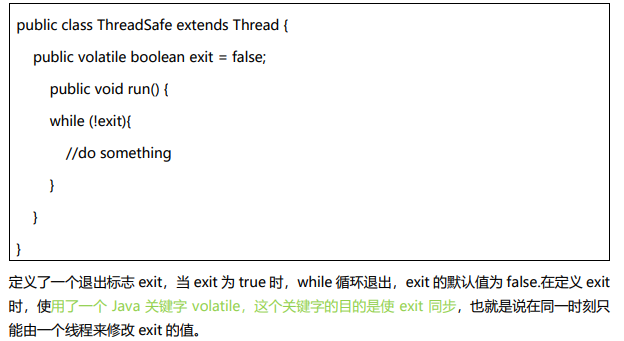 public class ThreadSafe extends Thread {
public volatile boolean exit = false;
public void run() {
while (!exit){
//do something
}
}
}
定义了一个退出标志 exit，当 exit 为 true 时，while 循环退出，exit 的默认值为 false.在定义 exit
时，使用了一个 Java 关键字 volatile，这个关键字的目的是使 exit 同步，也就是说在同一时刻只
能由一个线程来修改 exit 的值。